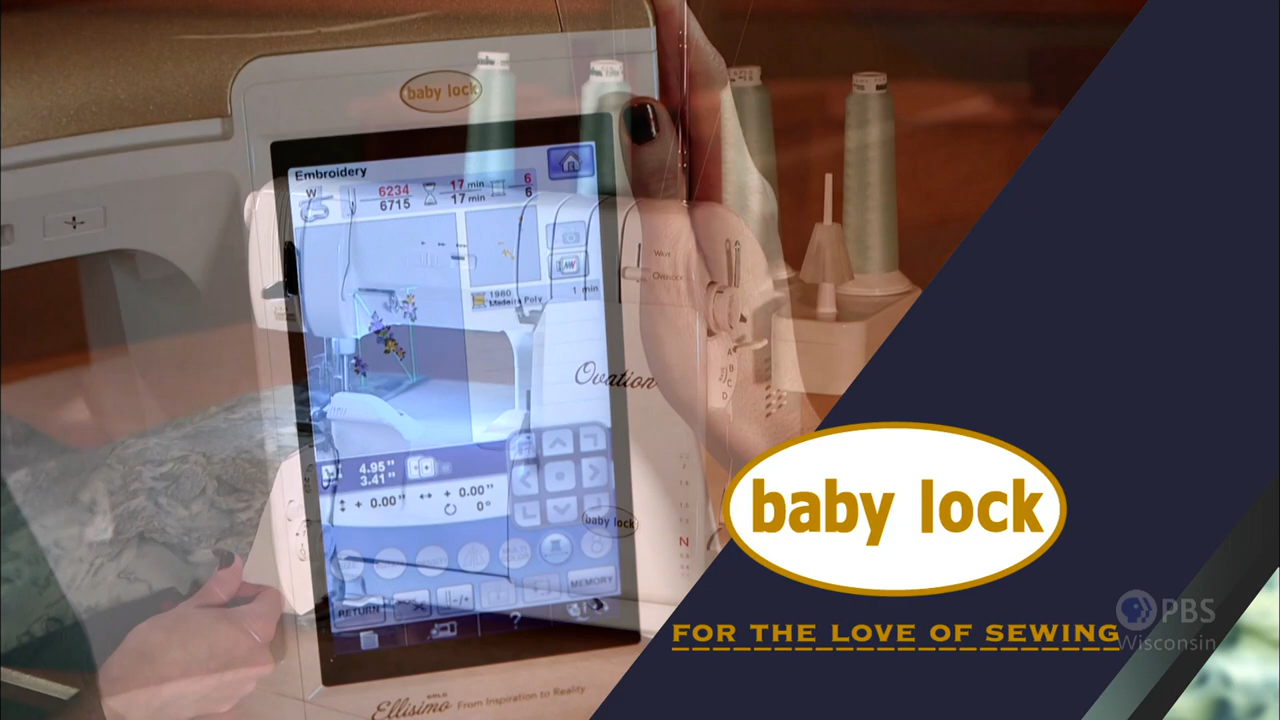 baby lock
Embroidery
W
6234
6715
17 min
17 min
6
6
1980
Madeira Poly
1 min
Ovation
A
B
C
D
4.95"
3.41"
+ 0.00"
+ 0.00"
0°
baby lock
N
RETURN
-/+
MEMORY
?
GOLD
Ellisimo From Inspiration to Reality
baby lock
FOR THE LOVE OF SEWING
PBS
Wisconsin